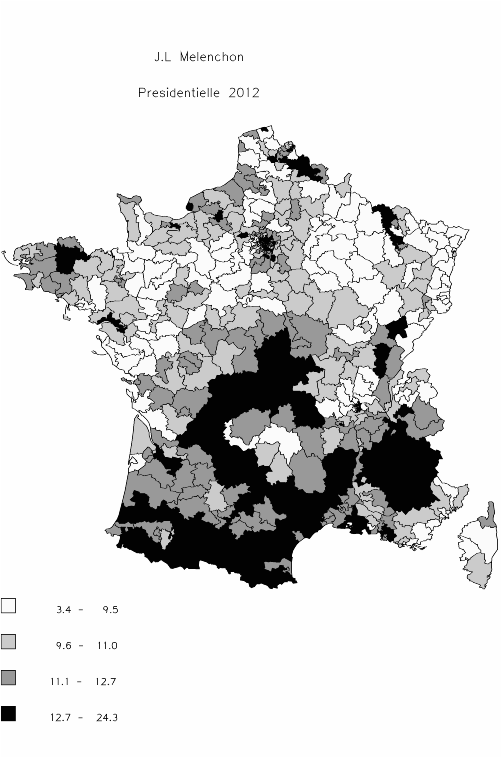 J.L Melenchon
Presidentielle 2012
3.4 - 9.5
9.6 - 11.0
11.1 - 12.7
12.7 - 24.3